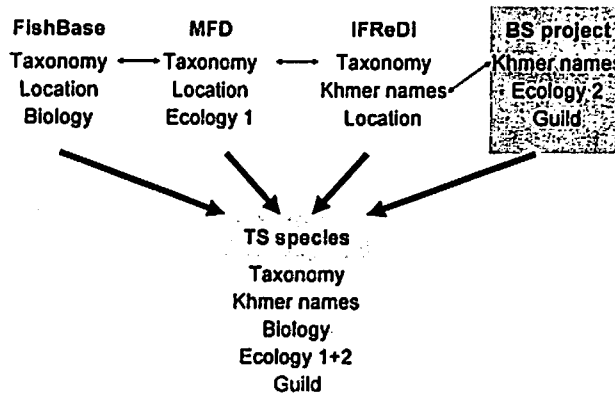 FishBase MFD IFReDI BS project
Taxonomy Taxonomy Taxonomy Khmer names
Location Location Khmer names Ecology 2
Biology Ecology 1 Location Guild
TS species
Taxonomy
Khmer names
Biology
Ecology 1+2
Guild